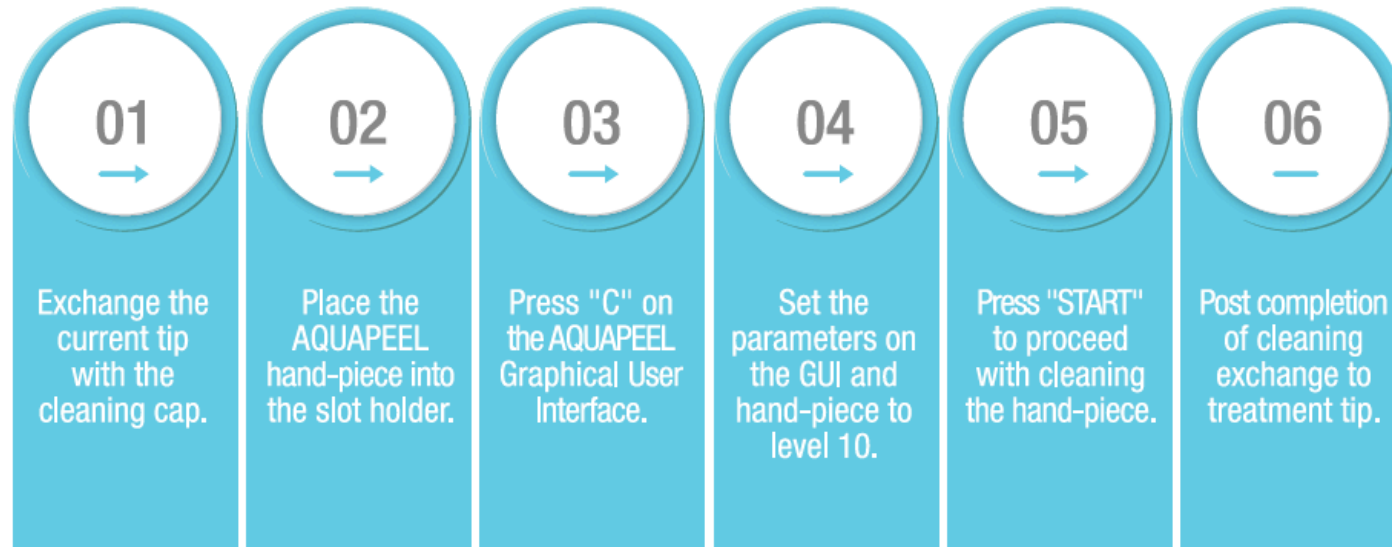 01
Exchange the
current tip
with the
cleaning cap.
02
Place the
AQUAPEEL
hand-piece into
the slot holder.
03
Press "C" on
the AQUAPEEL
Graphical User
Interface.
04
Set the
parameters on
the GUI and
hand-piece to
level 10.
05
Press "START"
to proceed
with cleaning
the hand-piece.
06
Post completion
of cleaning
exchange to
treatment tip.